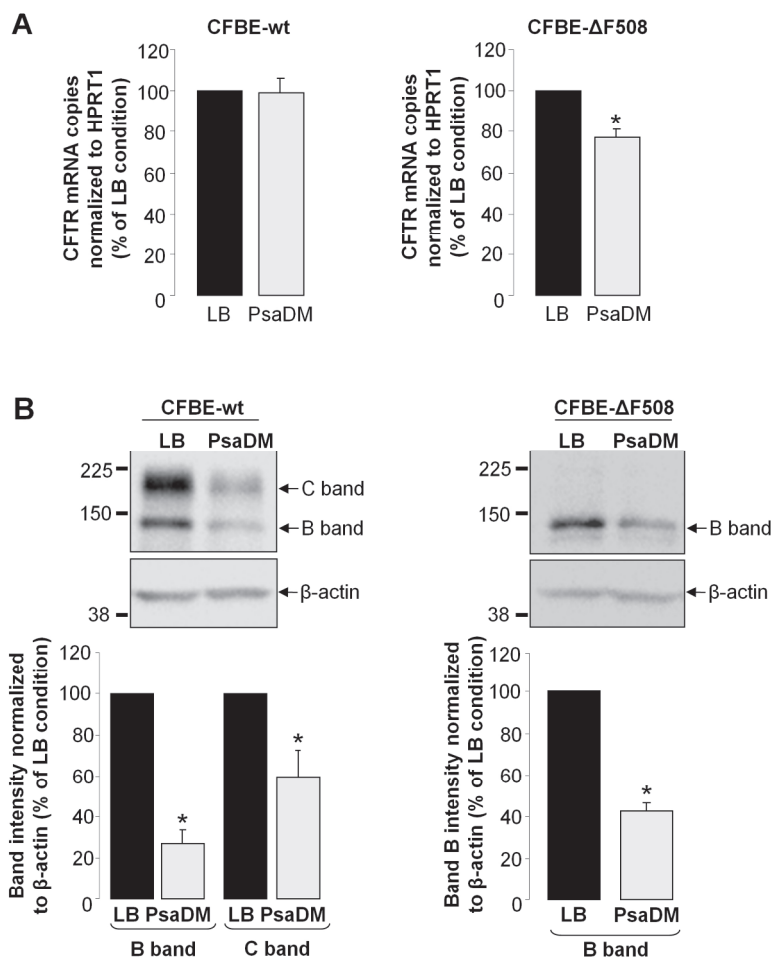 A
CFBE-wt
CFTR mRNA copies
normalized to HPRT1
(% of LB condition)
120
100
80
60
40
20
0
LB PsaDM
CFBE-ΔF508
CFTR mRNA copies
normalized to HPRT1
(% of LB condition)
120
100
80
60
40
20
0
*
LB PsaDM
B
CFBE-wt
LB PsaDM
225
150
38
C band
B band
β-actin
CFBE-ΔF508
LB PsaDM
225
150
38
B band
β-actin
Band intensity normalized
to β-actin (% of LB condition)
120
100
80
60
40
20
0
*
*
LB PsaDM LB PsaDM
B band C band
Band B intensity normalized
to β-actin (% of LB condition)
120
100
80
60
40
20
0
*
LB PsaDM
B band